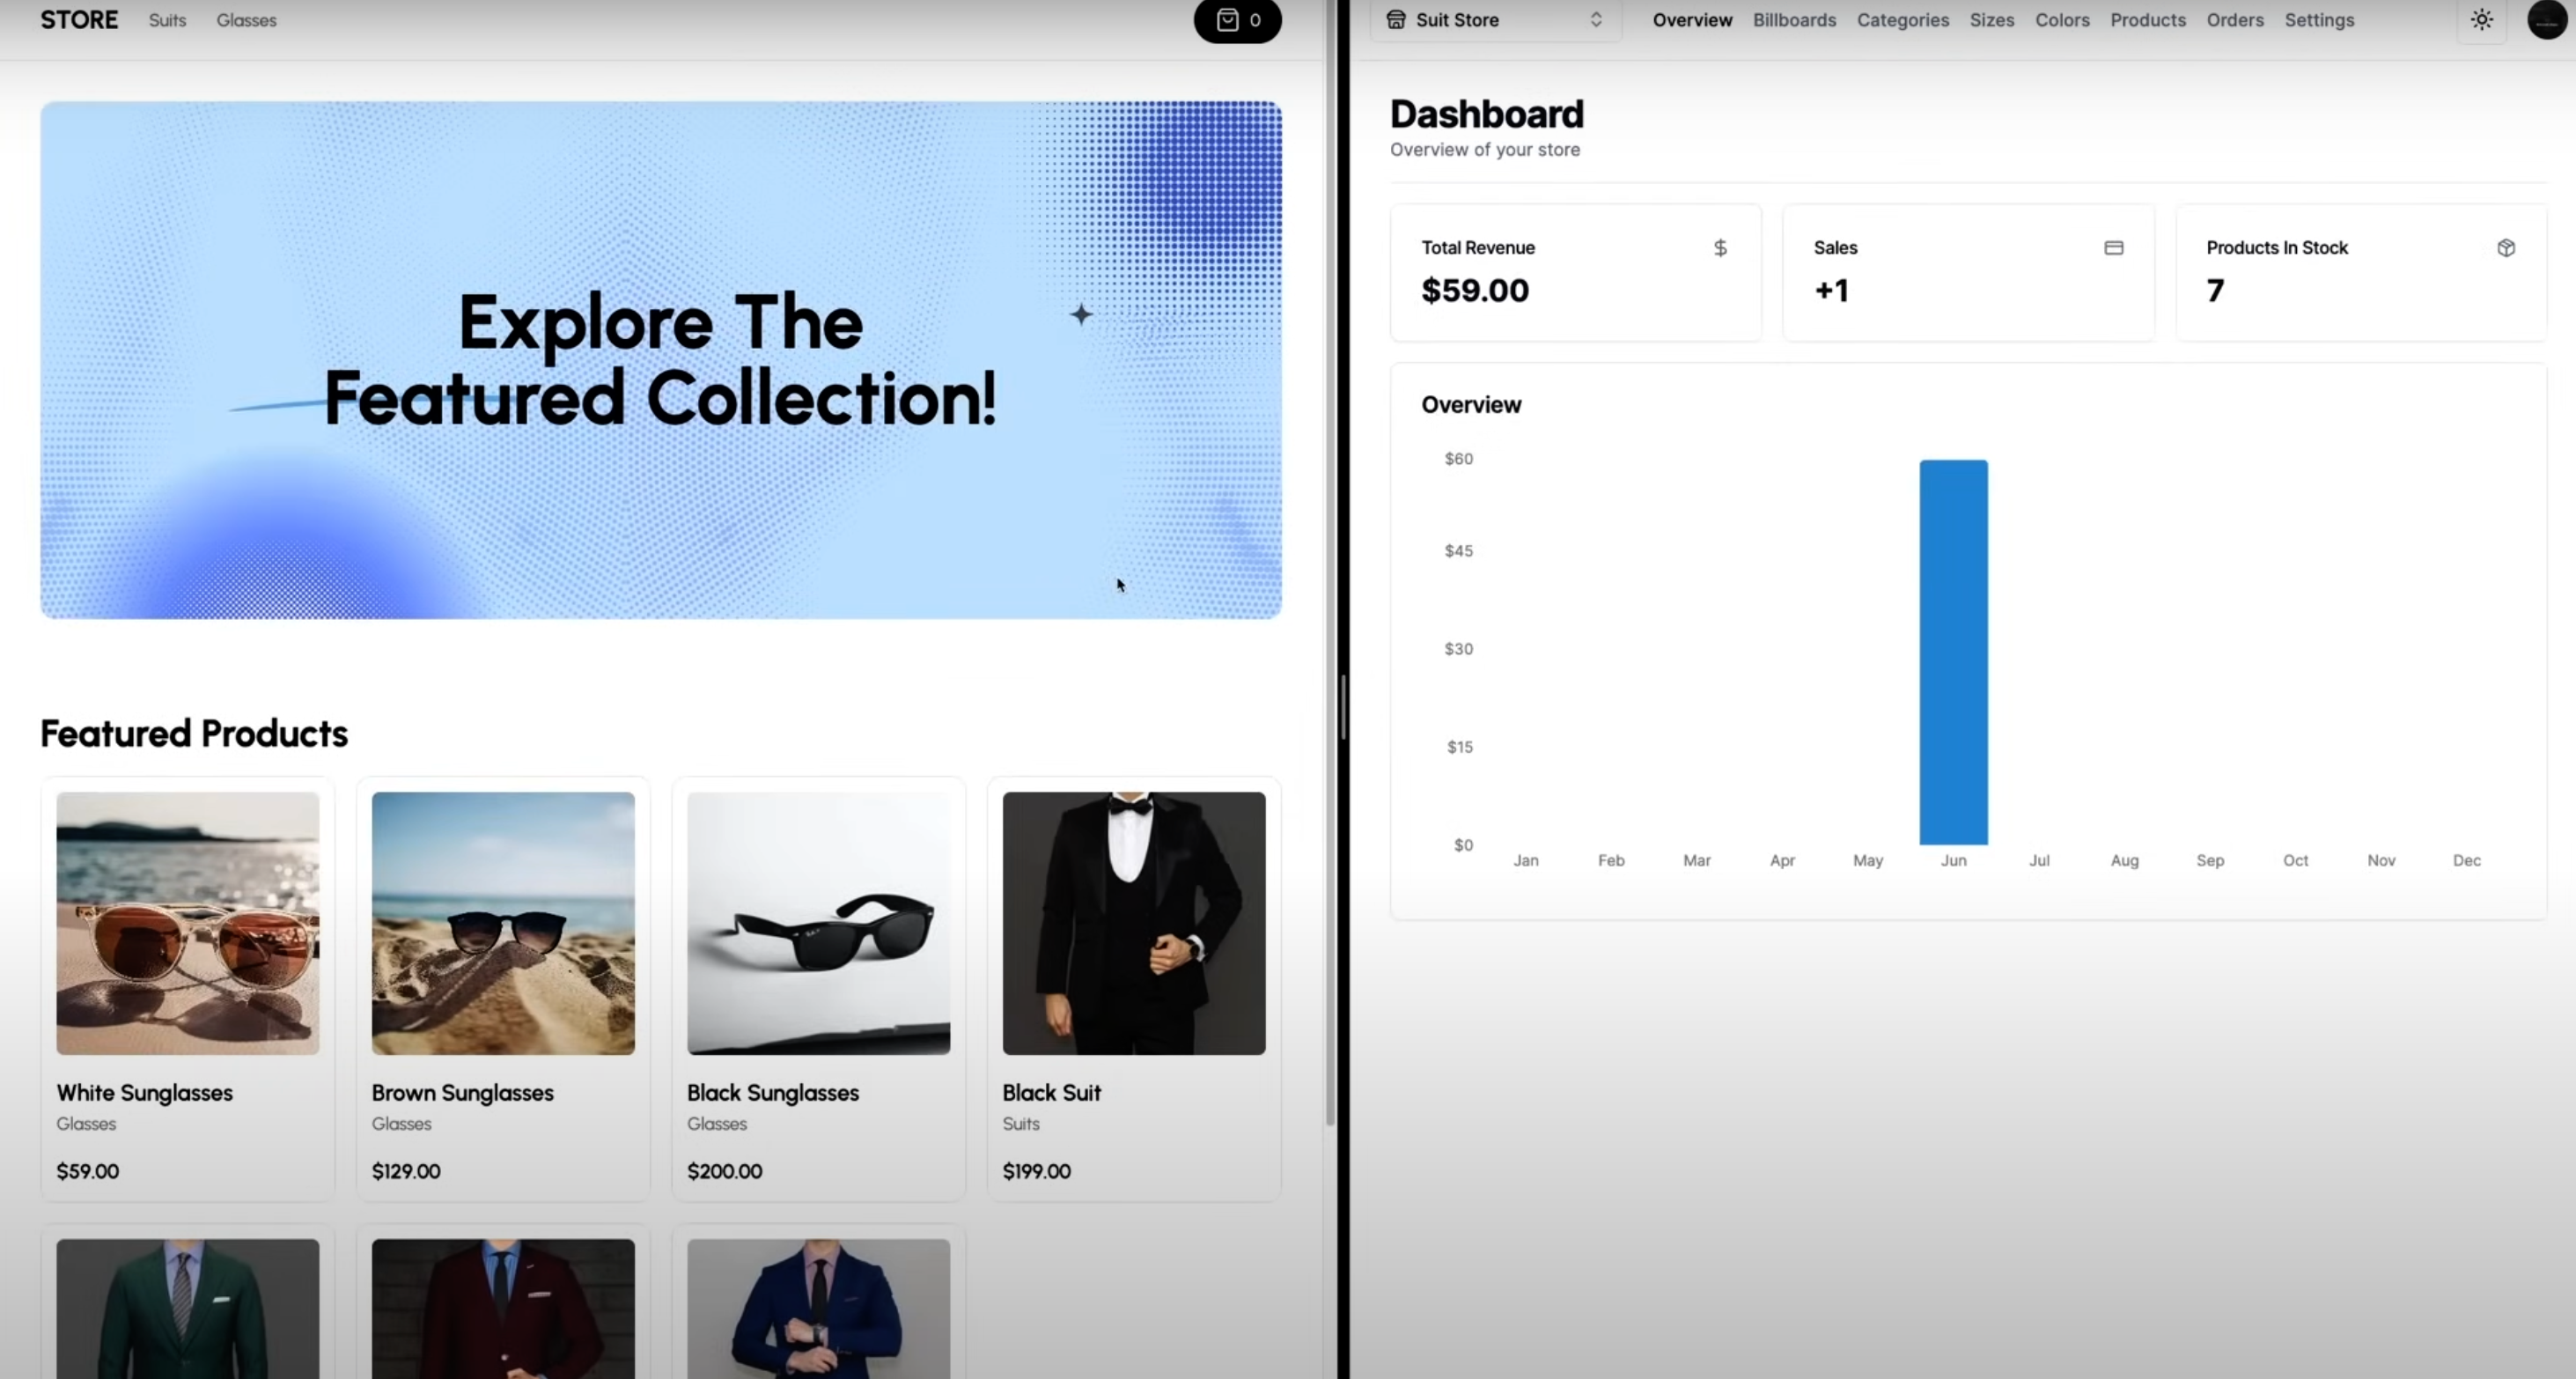 STORE Suits Glasses 0
Explore The
Featured Collection!
Featured Products
White Sunglasses
Glasses
$59.00
Brown Sunglasses
Glasses
$129.00
Black Sunglasses
Glasses
$200.00
Black Suit
Suits
$199.00
Suit Store Overview Billboards Categories Sizes Colors Products Orders Settings
Dashboard
Overview of your store
Total Revenue
$59.00
Sales
+1
Products In Stock
7
Overview
$60
$45
$30
$15
$0
Jan Feb Mar Apr May Jun Jul Aug Sep Oct Nov Dec